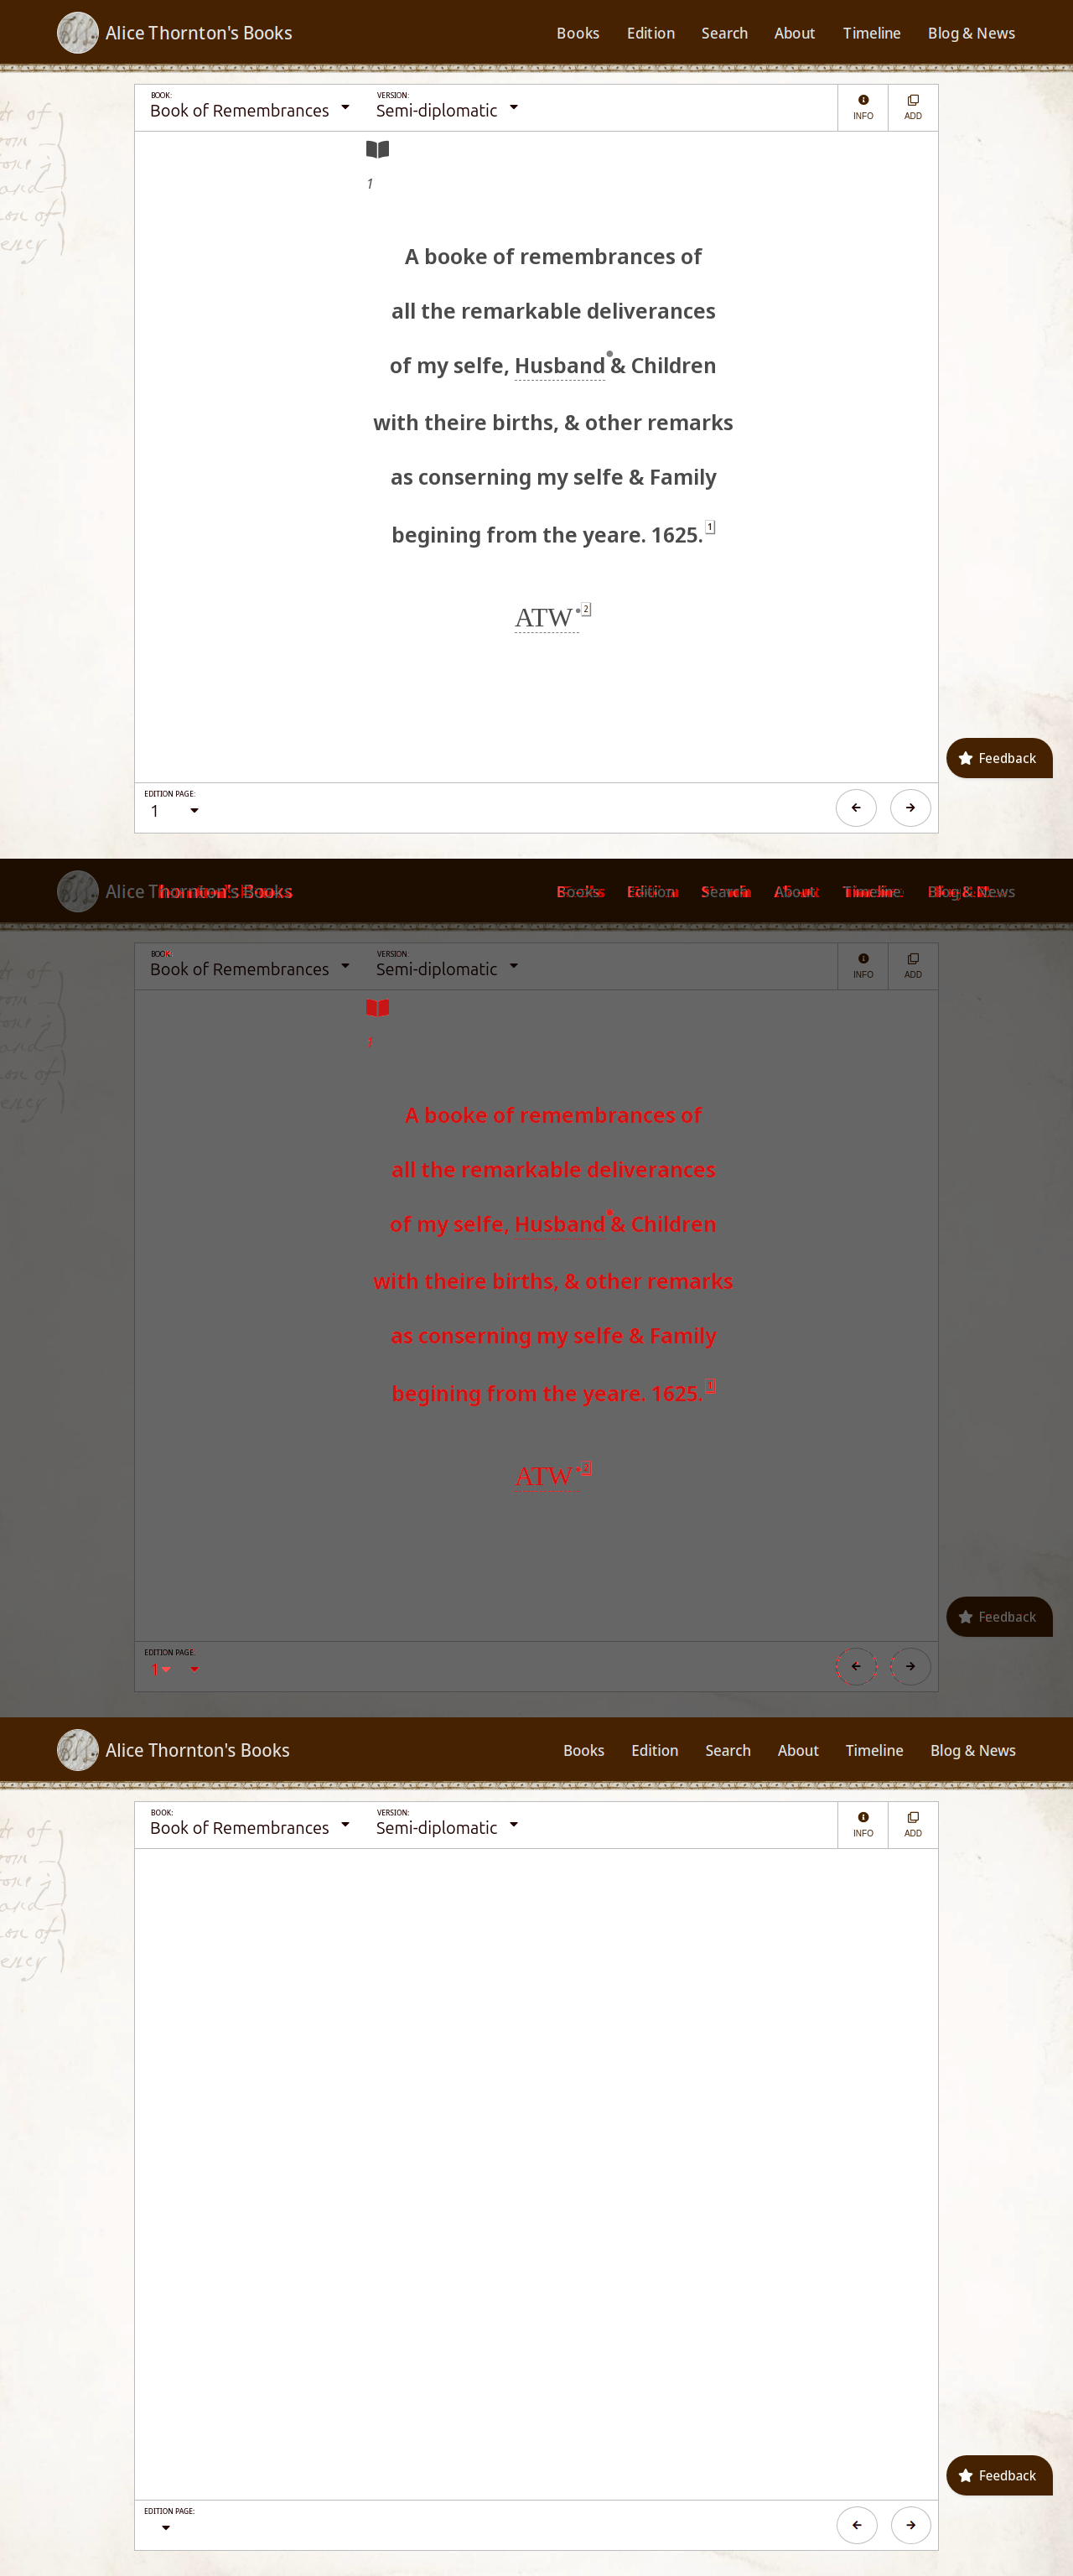 Alice Thornton's Books
Books Edition Search About Timeline Blog & News
BOOK: VERSION:
Book of Remembrances Semi-diplomatic INFO ADD
1
A booke of remembrances of
all the remarkable deliverances
of my selfe, Husband & Children
with theire births, & other remarks
as conserning my selfe & Family
begining from the yeare. 1625. 1
ATW 2
Feedback
EDITION PAGE:
1
Alice Thornton's Books
Books Edition Search About Timeline Blog & News
BOOK: VERSION:
Book of Remembrances Semi-diplomatic INFO ADD
1
A booke of remembrances of
all the remarkable deliverances
of my selfe, Husband & Children
with theire births, & other remarks
as conserning my selfe & Family
begining from the yeare. 1625. 1
ATW 2
Feedback
EDITION PAGE:
1
Alice Thornton's Books
Books Edition Search About Timeline Blog & News
BOOK: VERSION:
Book of Remembrances Semi-diplomatic INFO ADD
Feedback
EDITION PAGE: